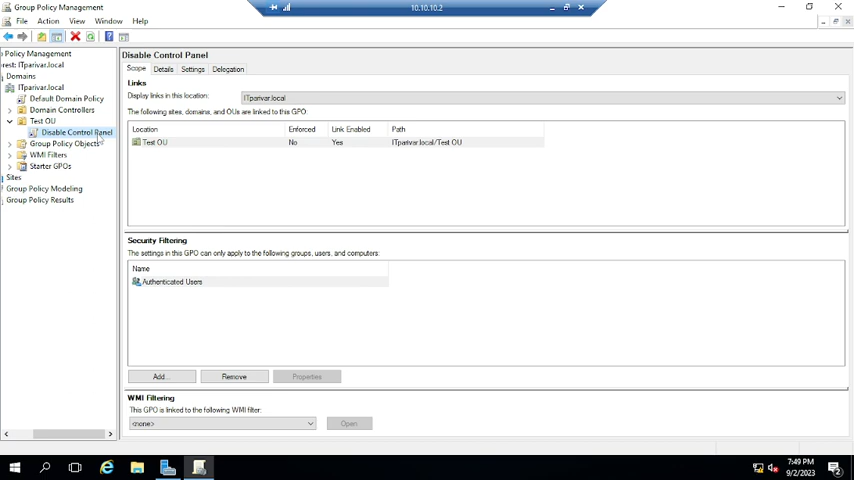 Group Policy Management
10.10.10.2
File Action View Window Help
Policy Management
rest: ITparivar.local
Domains
ITparivar.local
Default Domain Policy
Domain Controllers
Test OU
Disable Control Panel
Group Policy Objects
WMI Filters
Starter GPOs
Sites
Group Policy Modeling
Group Policy Results
Disable Control Panel
Scope Details Settings Delegation
Links
Display links in this location: ITparivar.local
The following sites, domains, and OUs are linked to this GPO:
Location Enforced Link Enabled Path
Test OU No Yes ITparivar.local/Test OU
Security Filtering
The settings in this GPO can only apply to the following groups, users, and computers:
Name
Authenticated Users
Add... Remove Properties
WMI Filtering
This GPO is linked to the following WMI filter:
<none> Open
7:49 PM
9/2/2023
2